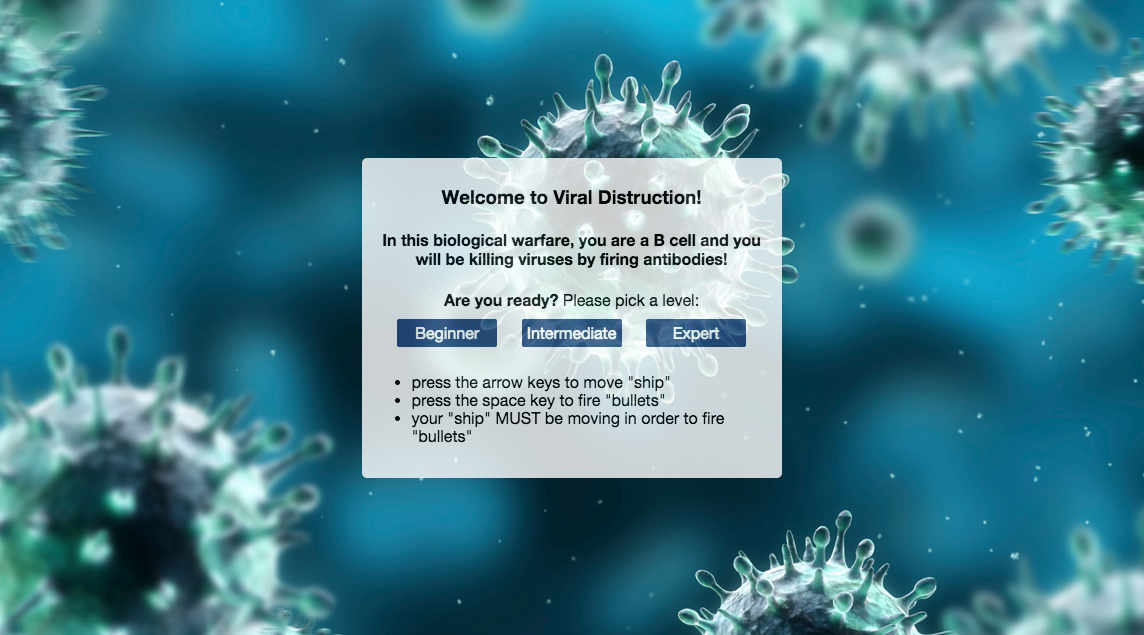 Welcome to Viral Distruction!
In this biological warfare, you are a B cell and you
will be killing viruses by firing antibodies!
Are you ready? Please pick a level:
Beginner Intermediate Expert
• press the arrow keys to move "ship"
• press the space key to fire "bullets"
• your "ship" MUST be moving in order to fire
"bullets"